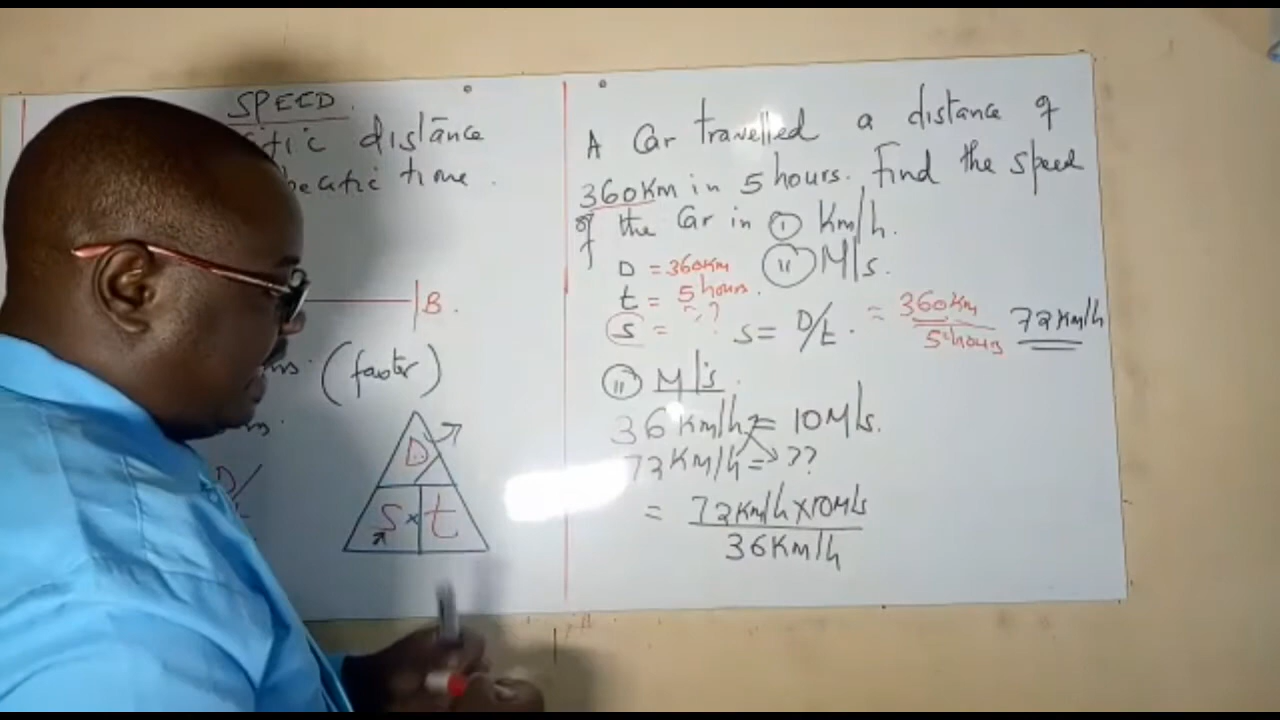 SPEED
distance
time.
B.
(faster)
D/
D
S × t
A Car travelled a distance of
360Km in 5 hours. Find the speed
of the Car in (i) Km/h.
(ii) M/s.
D = 360Km
t = 5 hours.
S = ??
S = D/t. = 360Km / 5 hours 72Km/h
(ii) M/s.
36Km/h = 10M/s.
72Km/h = ??
= 72Km/h×10M/s
36Km/h